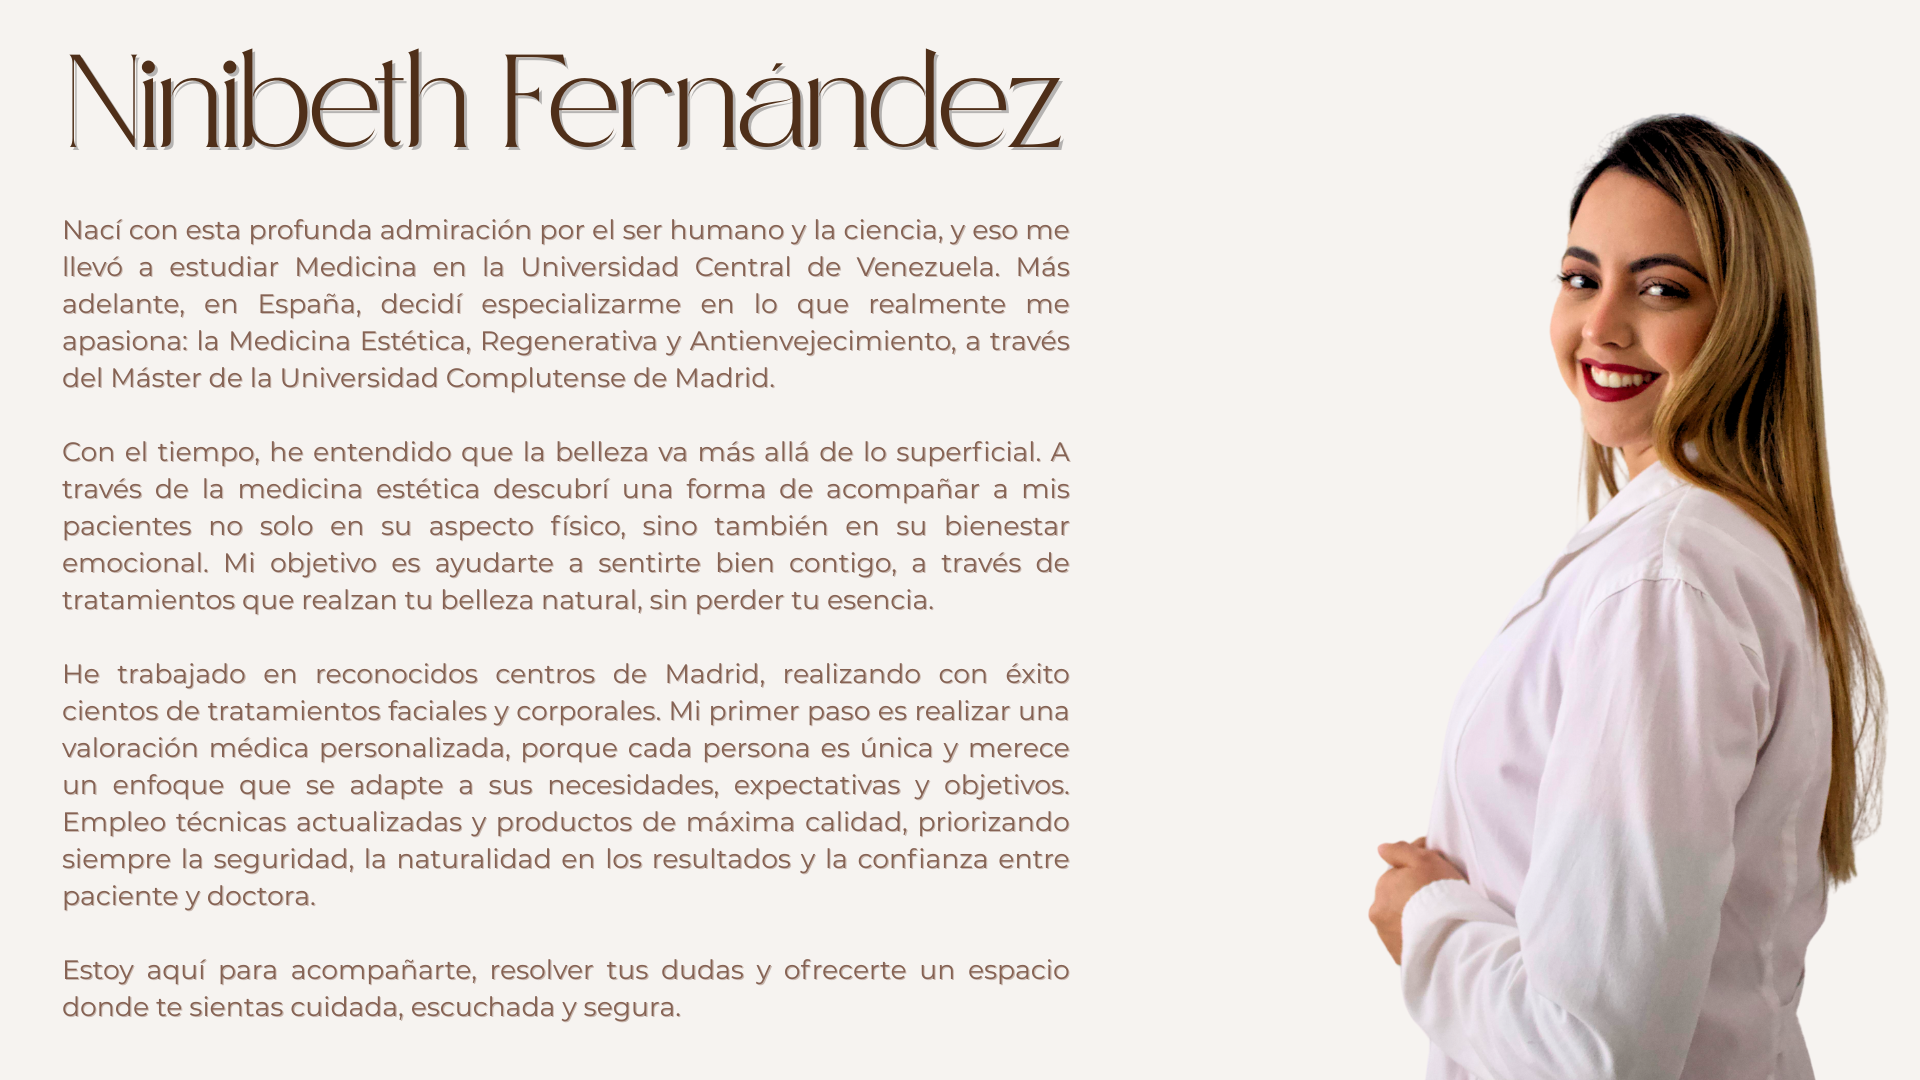 Ninibeth Fernández
Nací con esta profunda admiración por el ser humano y la ciencia, y eso me
llevó a estudiar Medicina en la Universidad Central de Venezuela. Más
adelante, en España, decidí especializarme en lo que realmente me
apasiona: la Medicina Estética, Regenerativa y Antienvejecimiento, a través
del Máster de la Universidad Complutense de Madrid.
Con el tiempo, he entendido que la belleza va más allá de lo superficial. A
través de la medicina estética descubrí una forma de acompañar a mis
pacientes no solo en su aspecto físico, sino también en su bienestar
emocional. Mi objetivo es ayudarte a sentirte bien contigo, a través de
tratamientos que realzan tu belleza natural, sin perder tu esencia.
He trabajado en reconocidos centros de Madrid, realizando con éxito
cientos de tratamientos faciales y corporales. Mi primer paso es realizar una
valoración médica personalizada, porque cada persona es única y merece
un enfoque que se adapte a sus necesidades, expectativas y objetivos.
Empleo técnicas actualizadas y productos de máxima calidad, priorizando
siempre la seguridad, la naturalidad en los resultados y la confianza entre
paciente y doctora.
Estoy aquí para acompañarte, resolver tus dudas y ofrecerte un espacio
donde te sientas cuidada, escuchada y segura.